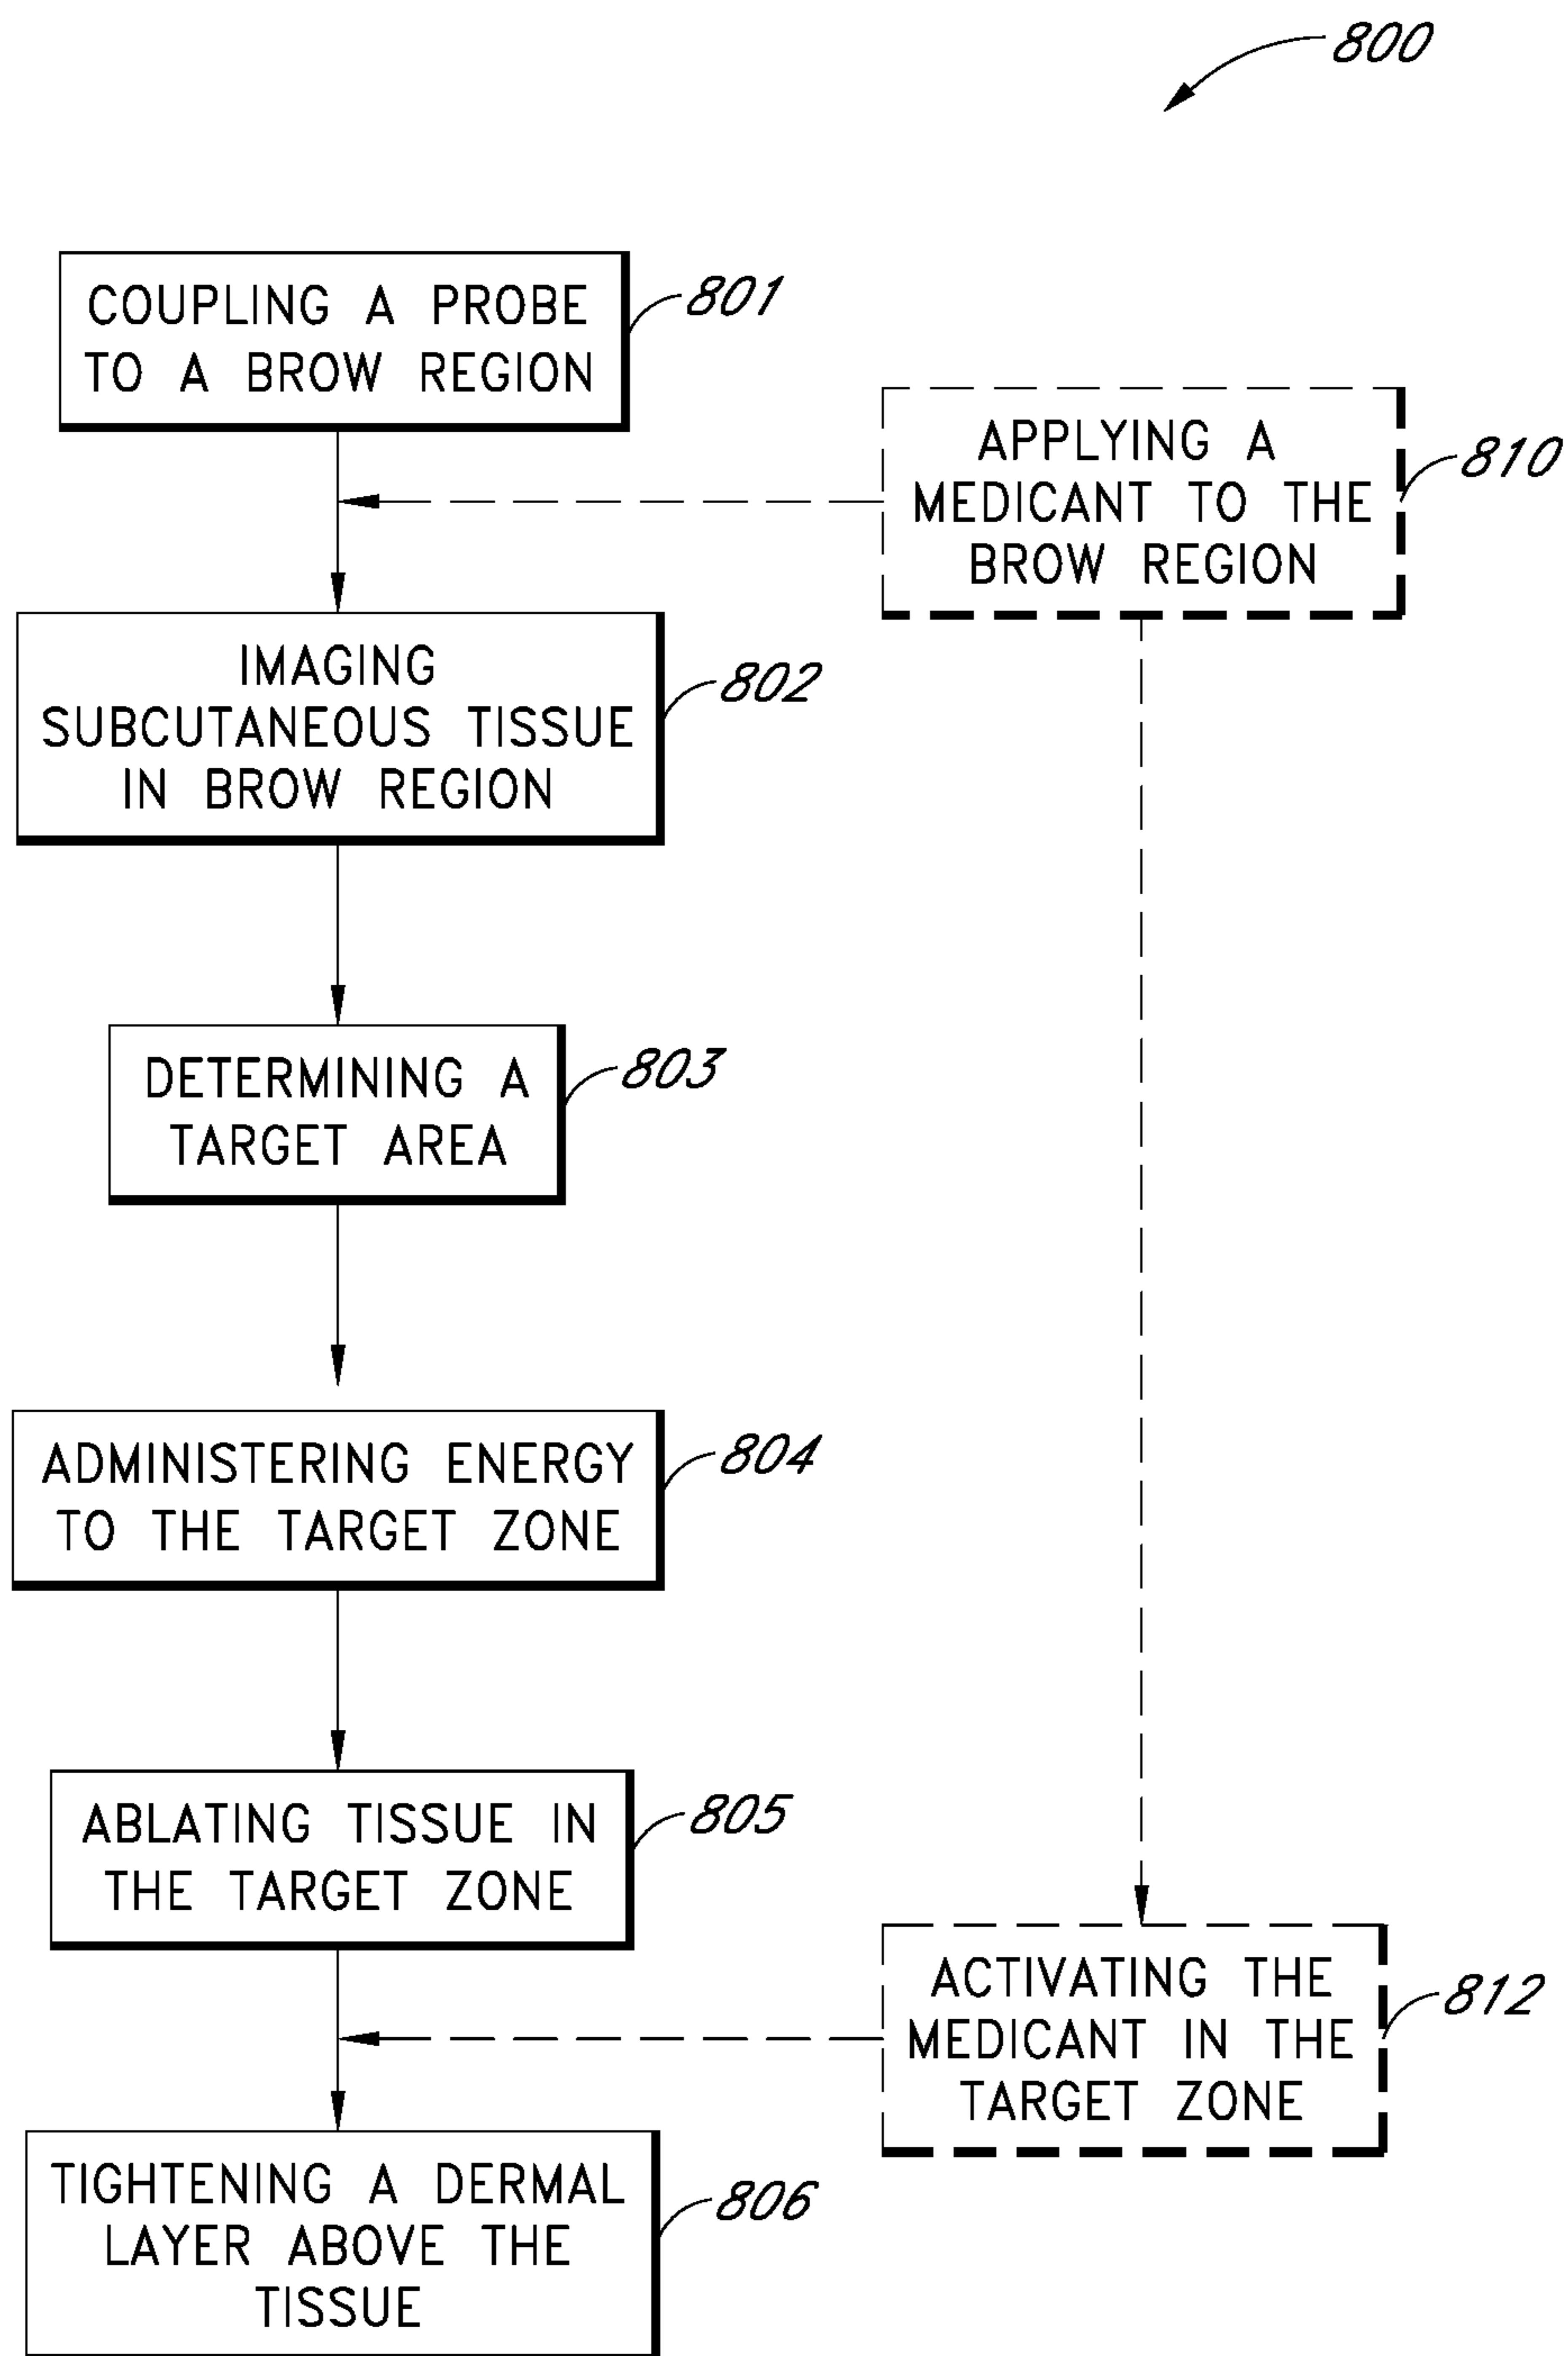 800
COUPLING A PROBE
TO A BROW REGION
801
APPLYING A
MEDICANT TO THE
BROW REGION
810
IMAGING
SUBCUTANEOUS TISSUE
IN BROW REGION
802
DETERMINING A
TARGET AREA
803
ADMINISTERING ENERGY
TO THE TARGET ZONE
804
ABLATING TISSUE IN
THE TARGET ZONE
805
ACTIVATING THE
MEDICANT IN THE
TARGET ZONE
812
TIGHTENING A DERMAL
LAYER ABOVE THE
TISSUE
806